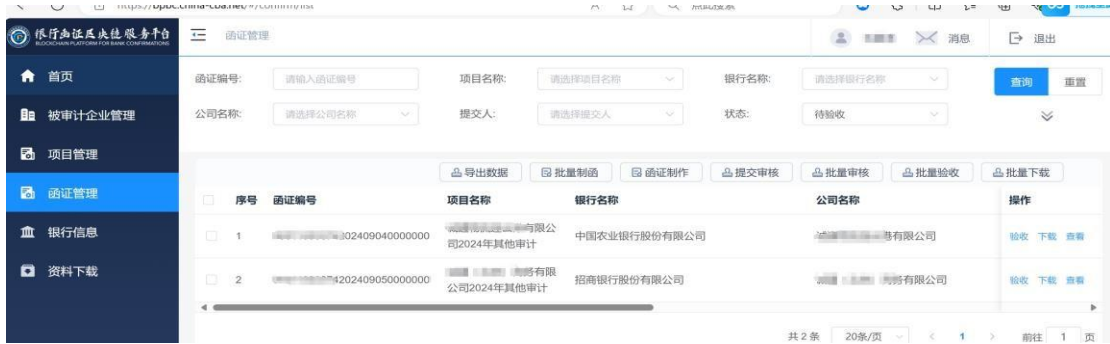 https://bpbc.china-cba.net/#/confirm/list
点此搜索
银行函证区块链服务平台
BLOCKCHAIN PLATFORM FOR BANK CONFIRMATIONS
函证管理
消息
退出
首页
被审计企业管理
项目管理
函证管理
银行信息
资料下载
函证编号: 请输入函证编号 项目名称: 请选择项目名称 银行名称: 请选择银行名称 查询 重置
公司名称: 请选择公司名称 提交人: 请选择提交人 状态: 待验收
导出数据 批量制函 函证制作 提交审核 批量审核 批量验收 批量下载
序号 函证编号 项目名称 银行名称 公司名称 操作
1 02409040000000 有限公司2024年其他审计 中国农业银行股份有限公司 有限公司 验收 下载 查看
2 4202409050000000 有限公司2024年其他审计 招商银行股份有限公司 有限公司 验收 下载 查看
共 2 条 20条/页 1 前往 1 页